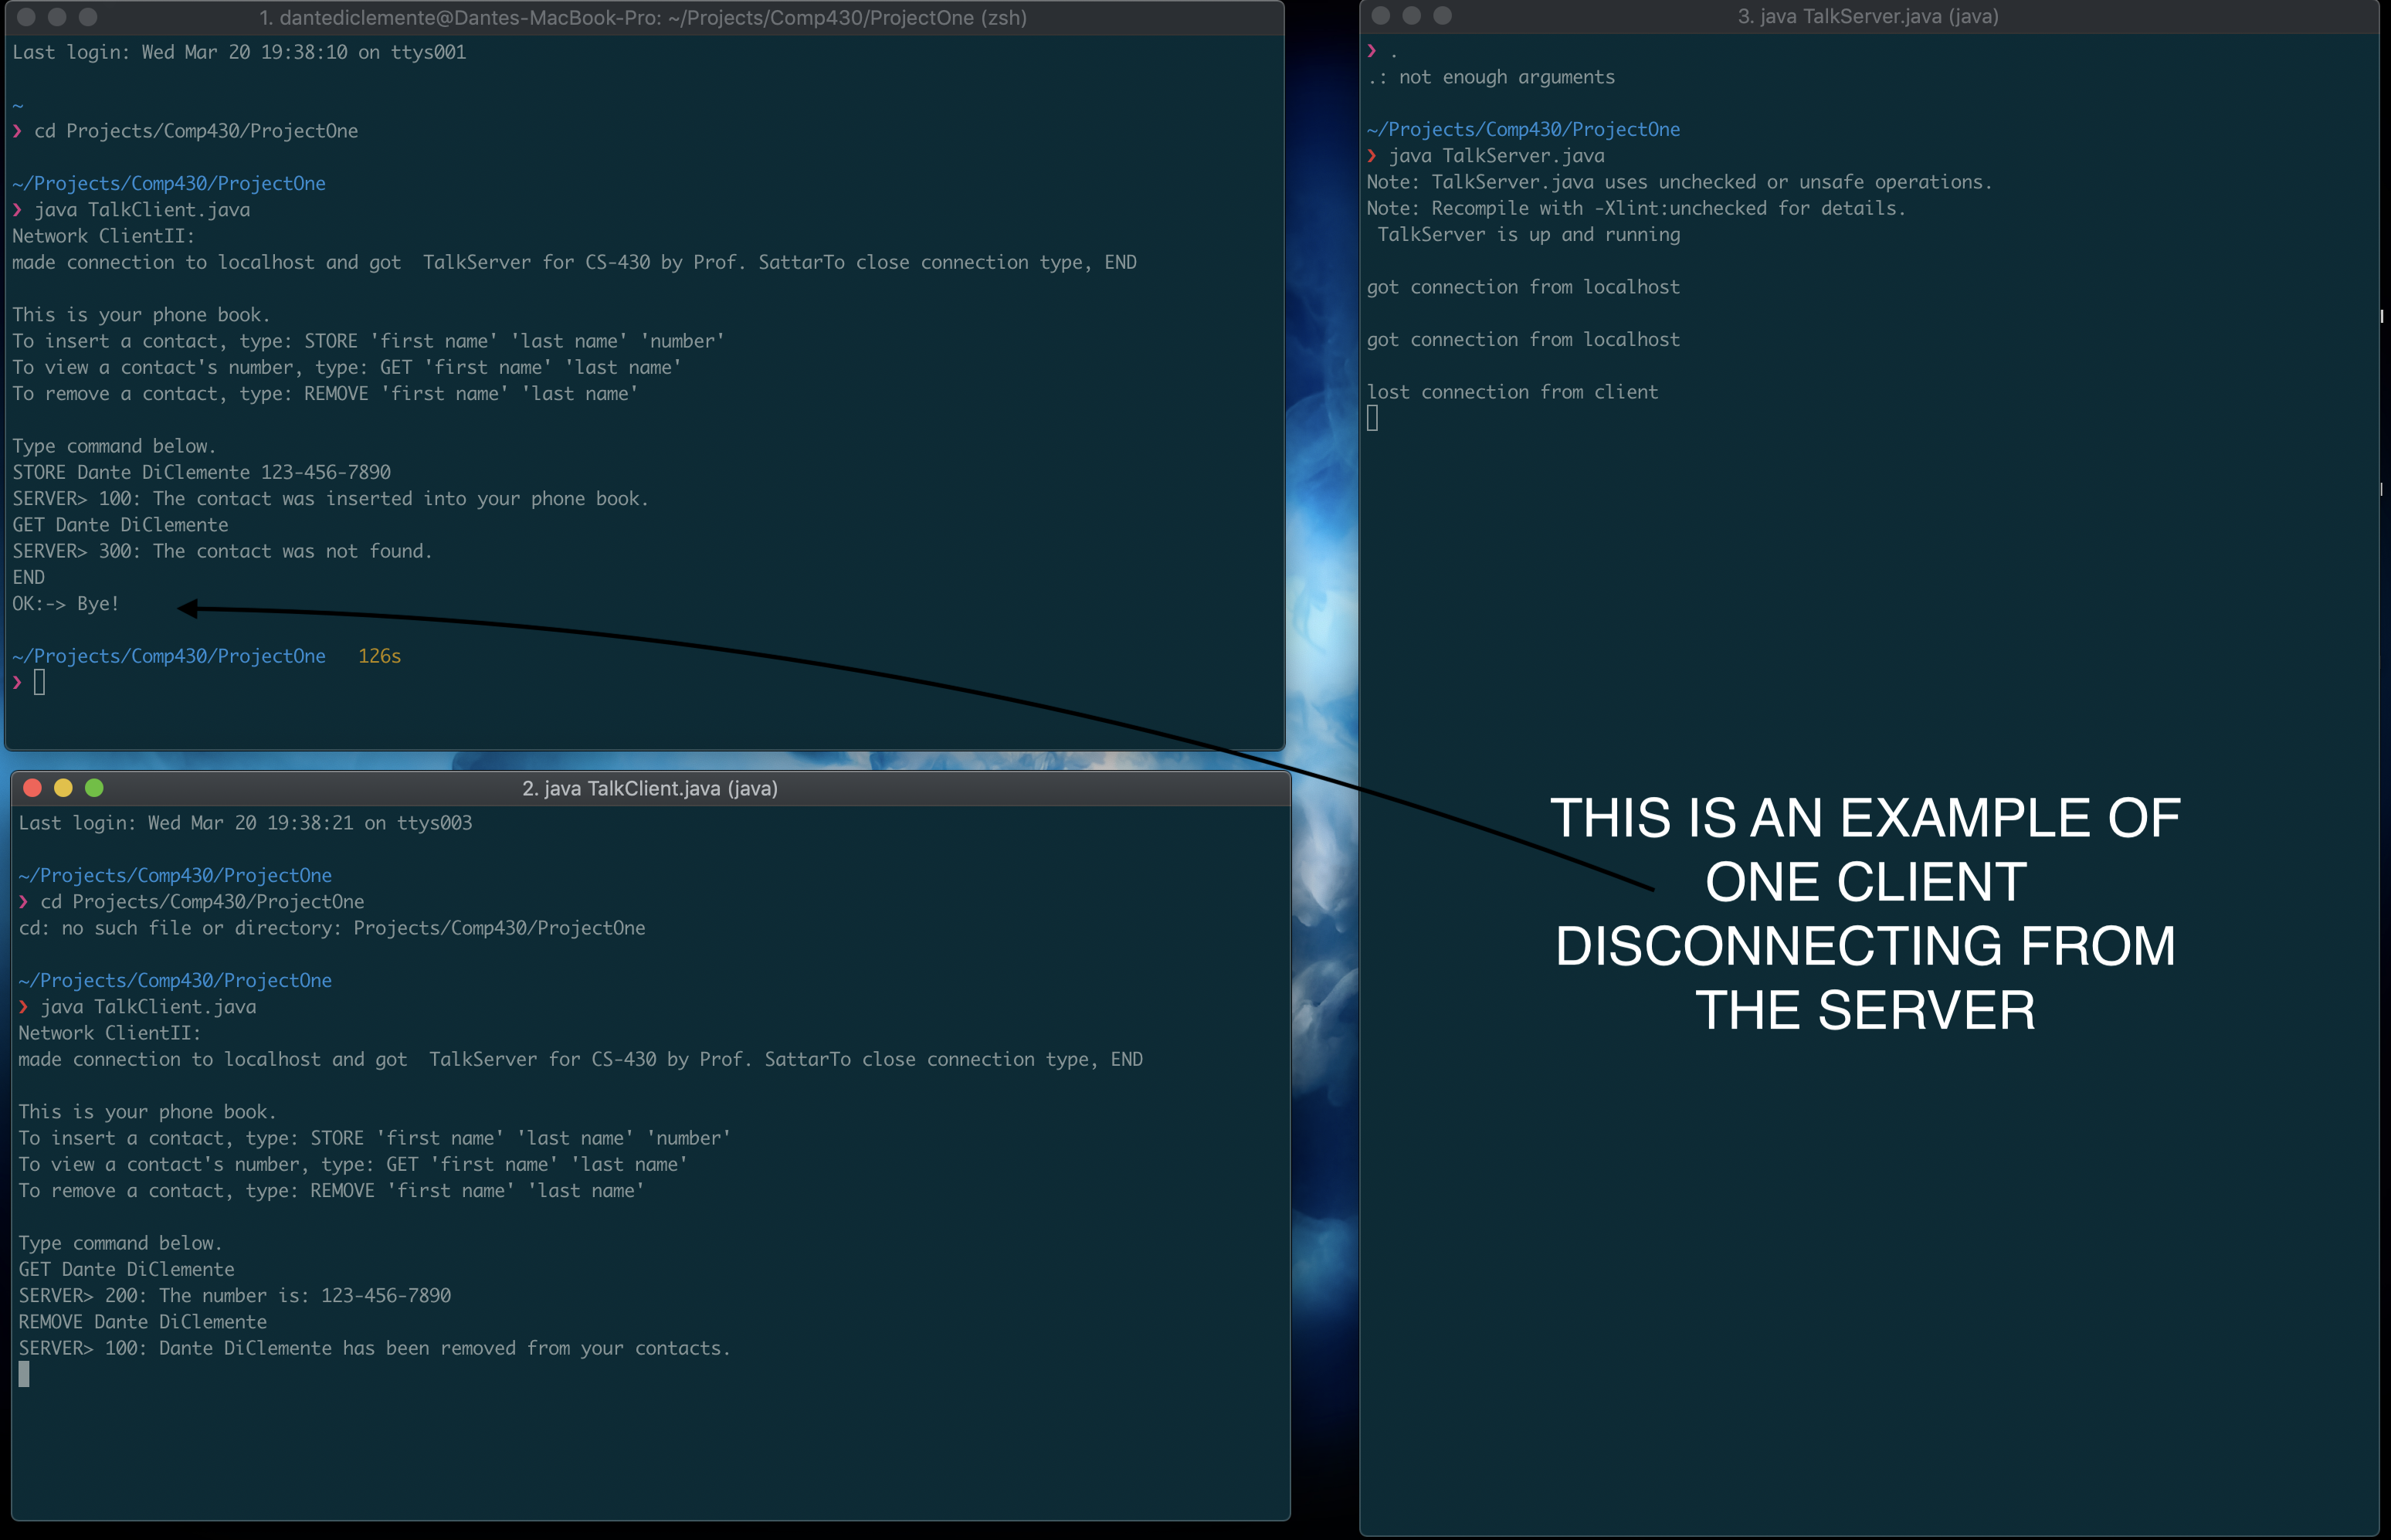 1. dantediclemente@Dantes-MacBook-Pro: ~/Projects/Comp430/ProjectOne (zsh)
Last login: Wed Mar 20 19:38:10 on ttys001
~
❯ cd Projects/Comp430/ProjectOne
~/Projects/Comp430/ProjectOne
❯ java TalkClient.java
Network ClientII:
made connection to localhost and got  TalkServer for CS-430 by Prof. SattarTo close connection type, END
This is your phone book.
To insert a contact, type: STORE 'first name' 'last name' 'number'
To view a contact's number, type: GET 'first name' 'last name'
To remove a contact, type: REMOVE 'first name' 'last name'
Type command below.
STORE Dante DiClemente 123-456-7890
SERVER> 100: The contact was inserted into your phone book.
GET Dante DiClemente
SERVER> 300: The contact was not found.
END
OK:-> Bye!
~/Projects/Comp430/ProjectOne   126s
❯
2. java TalkClient.java (java)
Last login: Wed Mar 20 19:38:21 on ttys003
~/Projects/Comp430/ProjectOne
❯ cd Projects/Comp430/ProjectOne
cd: no such file or directory: Projects/Comp430/ProjectOne
~/Projects/Comp430/ProjectOne
❯ java TalkClient.java
Network ClientII:
made connection to localhost and got  TalkServer for CS-430 by Prof. SattarTo close connection type, END
This is your phone book.
To insert a contact, type: STORE 'first name' 'last name' 'number'
To view a contact's number, type: GET 'first name' 'last name'
To remove a contact, type: REMOVE 'first name' 'last name'
Type command below.
GET Dante DiClemente
SERVER> 200: The number is: 123-456-7890
REMOVE Dante DiClemente
SERVER> 100: Dante DiClemente has been removed from your contacts.
3. java TalkServer.java (java)
❯ .
.: not enough arguments
~/Projects/Comp430/ProjectOne
❯ java TalkServer.java
Note: TalkServer.java uses unchecked or unsafe operations.
Note: Recompile with -Xlint:unchecked for details.
TalkServer is up and running
got connection from localhost
got connection from localhost
lost connection from client
THIS IS AN EXAMPLE OF
ONE CLIENT
DISCONNECTING FROM
THE SERVER